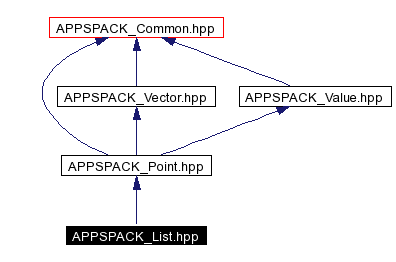 APPSPACK_Common.hpp
APPSPACK_Vector.hpp
APPSPACK_Value.hpp
APPSPACK_Point.hpp
APPSPACK_List.hpp